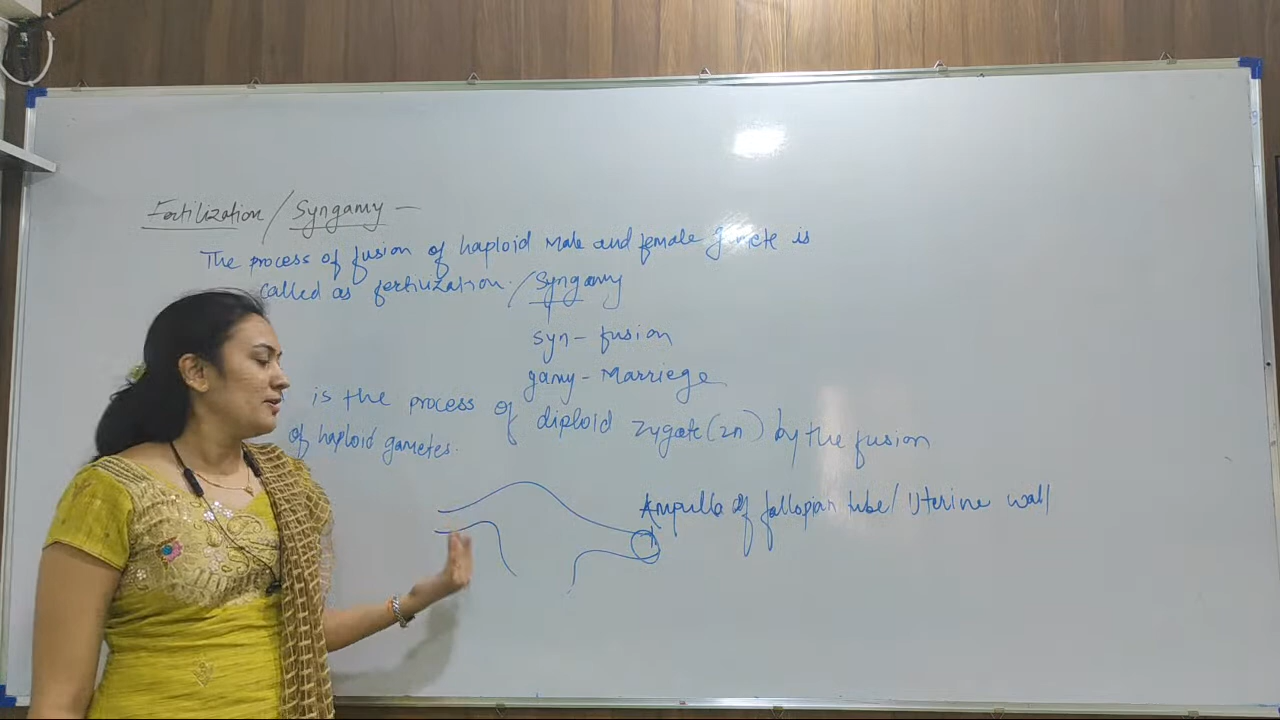 Fertilization / Syngamy –
The process of fusion of haploid Male and female gamete is
called as fertilization. / Syngamy
Syn – fusion
gamy – Marriege
is the process of diploid zygote (2n) by the fusion
of haploid gametes.
Ampulla of fallopian tube / Uterine wall